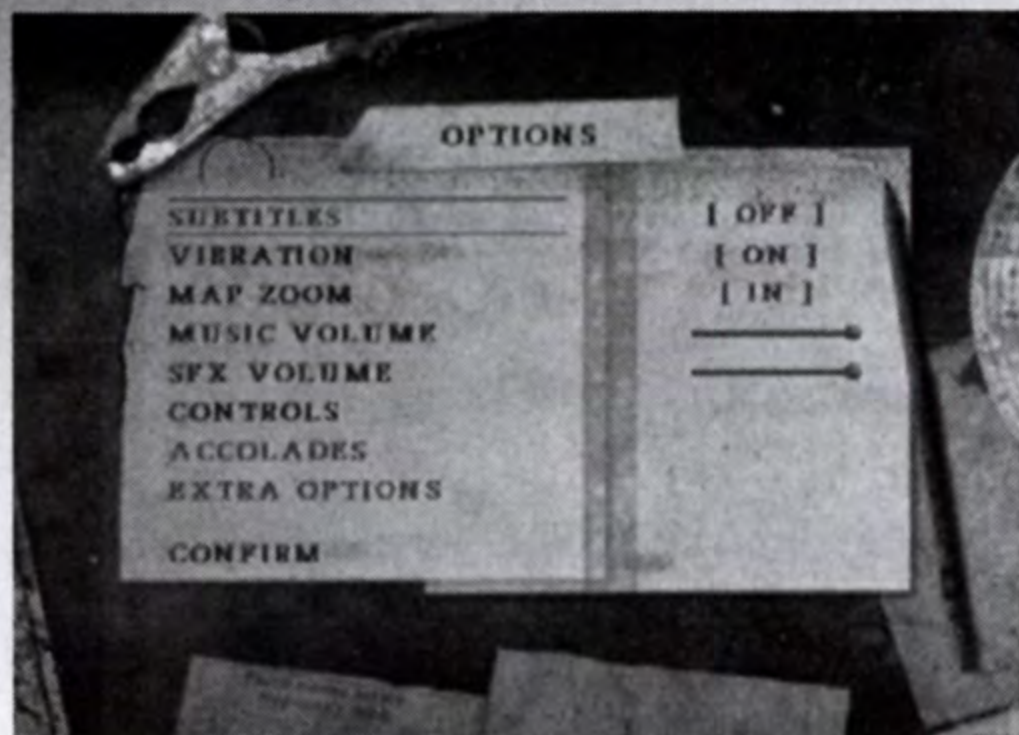 OPTIONS
SUBTITLES [ OFF ]
VIBRATION [ ON ]
MAP ZOOM [ IN ]
MUSIC VOLUME
SFX VOLUME
CONTROLS
ACCOLADES
EXTRA OPTIONS
CONFIRM